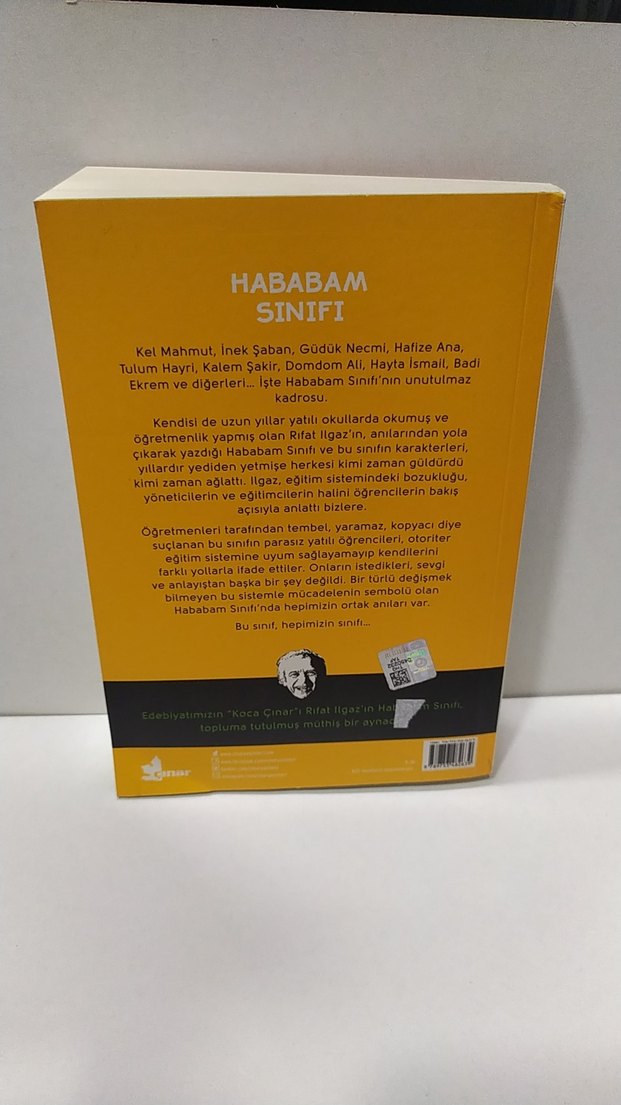 HABABAM
SINIFI
Kel Mahmut, İnek Şaban, Güdük Necmi, Hafize Ana,
Tulum Hayri, Kalem Şakir, Domdom Ali, Hayta İsmail, Badi
Ekrem ve diğerleri... İşte Hababam Sınıfı'nın unutulmaz
kadrosu.
Kendisi de uzun yıllar yatılı okullarda okumuş ve
öğretmenlik yapmış olan Rıfat Ilgaz'ın, anılarından yola
çıkarak yazdığı Hababam Sınıfı ve bu sınıfın karakterleri,
yıllardır yediden yetmişe herkesi kimi zaman güldürdü
kimi zaman ağlattı. Ilgaz, eğitim sistemindeki bozukluğu,
yöneticilerin ve eğitimcilerin halini öğrencilerin bakış
açısıyla anlattı bizlere.
Öğretmenleri tarafından tembel, yaramaz, kopyacı diye
suçlanan bu sınıfın parasız yatılı öğrencileri, otoriter
eğitim sistemine uyum sağlayamayıp kendilerini
farklı yollarla ifade ettiler. Onların istedikleri, sevgi
ve anlayıştan başka bir şey değildi. Bir türlü değişmek
bilmeyen bu sistemle mücadelenin sembolü olan
Hababam Sınıfı'nda hepimizin ortak anıları var.
Bu sınıf, hepimizin sınıfı...
Edebiyatımızın "Koca Çınar"ı Rıfat Ilgaz'ın Hababam Sınıfı,
topluma tutulmuş müthiş bir
çınar